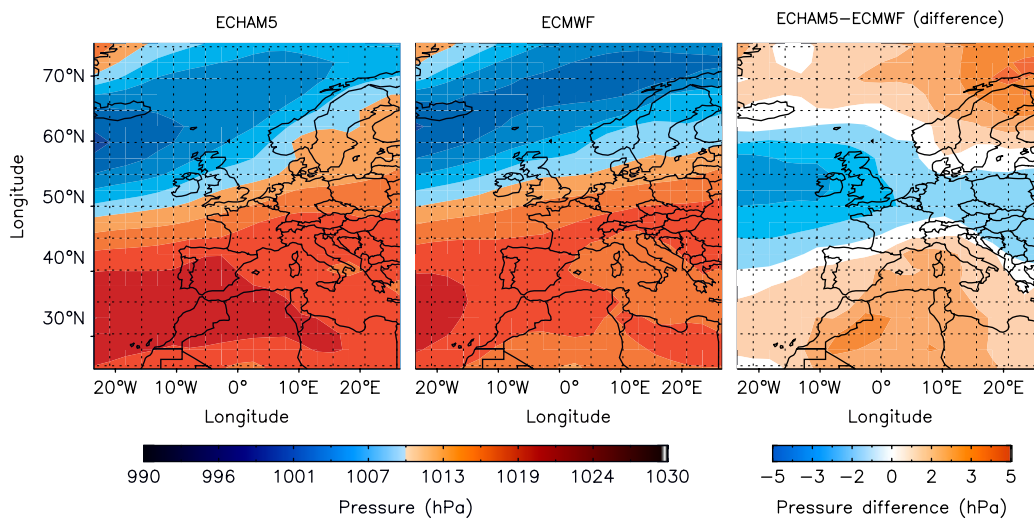 ECHAM5 ECMWF ECHAM5−ECMWF (difference)
70°N
60°N
50°N
40°N
30°N
Longitude
20°W 10°W 0° 10°E 20°E 20°W 10°W 0° 10°E 20°E 20°W 10°W 0° 10°E 20°E
Longitude Longitude Longitude
990 996 1001 1007 1013 1019 1024 1030 −5 −3 −2 0 2 3 5
Pressure (hPa) Pressure difference (hPa)